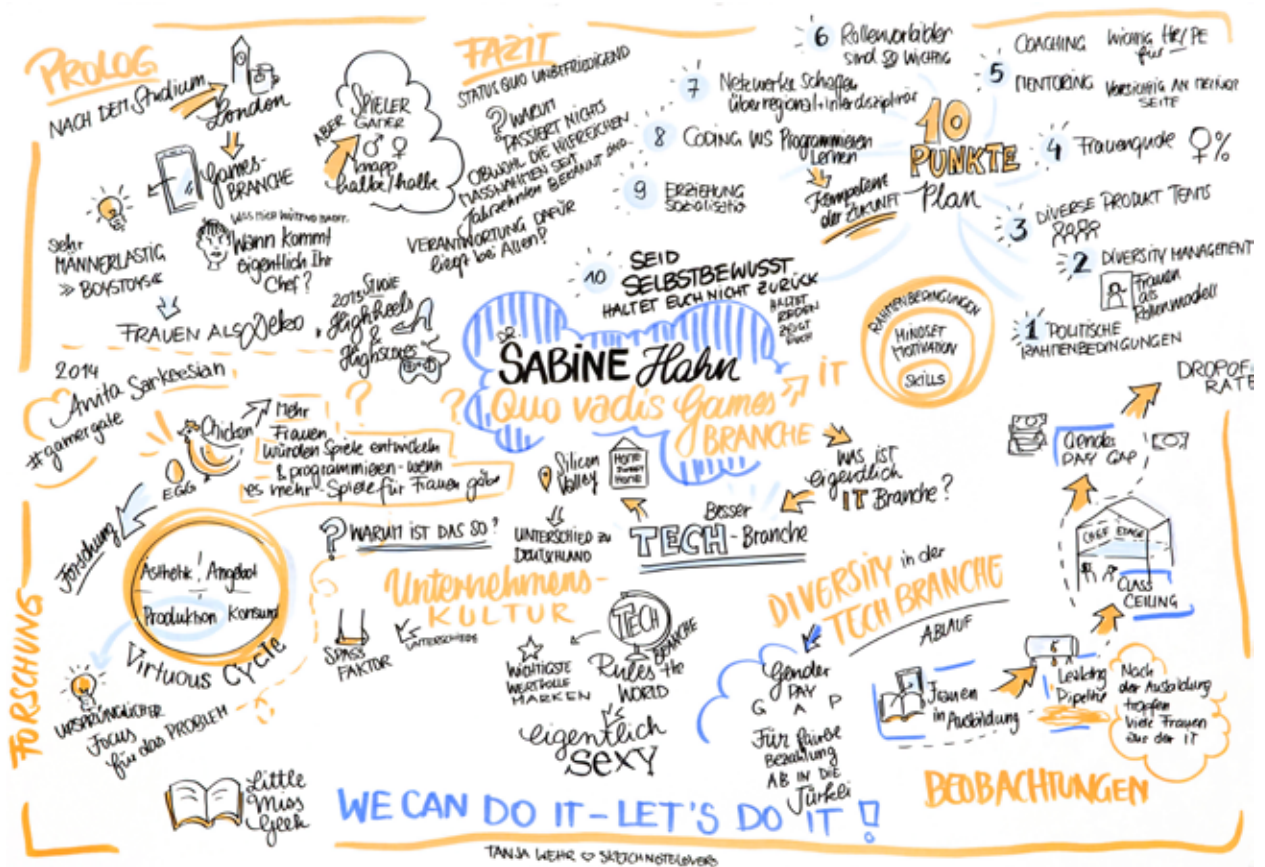 PROLOG
NACH DEM Studium
London
Games-
BRANCHE
sehr
MÄNNERLASTIG
» BOYSTOYS «
WAS MICH WÜTEND MACHT:
Wann kommt
eigentlich Ihr
Chef?
FRAUEN ALS Deko
ABER
SPIELER
GAMER
♂ ♀
knapp
halbe/halbe
2013 STUDIE
HighHeels
&
Highscores
2014
Anita Sarkeesian
#gamergate
FAZIT
STATUS QUO UNBEFRIEDIGEND
? WARUM
PASSIERT NICHTS
OBWOHL DIE HILFREICHEN
MASSNAHMEN SEIT
Jahrzehnten BEKANNT SIND...
VERANTWORTUNG DAFÜR
liegt bei Allen!
10
PUNKTE
Plan
1 POLITISCHE
RAHMENBEDINGUNGEN
2 DIVERSITY MANAGEMENT
Frauen
als
Rollenmodell
3 DIVERSE PRODUKT TEAMS
4 Frauenquote ♀%
5 COACHING WICHTIG für HR/PE
MENTORING VORSICHTIG AN MEINER
SEITE
6 Rollenvorbilder
sind SO WICHTIG
7 Netzwerke schaffen
überregional+interdisziplinär
8 CODING WS Programmieren
Lernen
Kompetenz
der ZUKUNFT
9 ERZIEHUNG
Sozialisation
10 SEID
SELBSTBEWUSST
HALTET EUCH NICHT ZURÜCK
HALTET
REDEN
ZEIGT
EUCH
DR.
SABINE Hahn
Quo vadis Games
BRANCHE
IT
RAHMENBEDINGUNGEN
MINDSET
MOTIVATION
SKILLS
WAS IST
eigentlich
IT Branche?
Besser
TECH-Branche
Home
Sweet
Home
Silicon
Valley
UNTERSCHIED ZU
DEUTSCHLAND
Chicken
EGG
Mehr
Frauen
würden Spiele entwickeln
& programmieren - wenn
es mehr Spiele für Frauen gäbe
?
?
FORSCHUNG
Forschung
Ästhetik Angebot
Produktion Konsum
Virtuous Cycle
URSPRÜNGLICHER
FOCUS
für das PROBLEM
? WARUM IST DAS SO?
Unternehmens-
KULTUR
SPASS
FAKTOR
UNTERSCHIEDE
TECH
BRANCHE
Rules the
WORLD
WICHTIGSTE
WERTVOLLE
MARKEN
eigentlich
sexy
DIVERSITY in der
TECH BRANCHE
ABLAUF
Gender
PAY
GAP
Für faire
Bezahlung
AB IN DIE
Frauen
in Ausbildung
Leaking
Pipeline
Nach
der Ausbildung
tropfen
Viele Frauen
aus der IT
CHEF ETAGE
CLASS
CEILING
Gender
PAY GAP
DROPOF
RATE
BEOBACHTUNGEN
Little
Miss
Geek
WE CAN DO IT - LET'S DO IT !
TANJA WEHR ♡ SKETCHNOTELOVERS